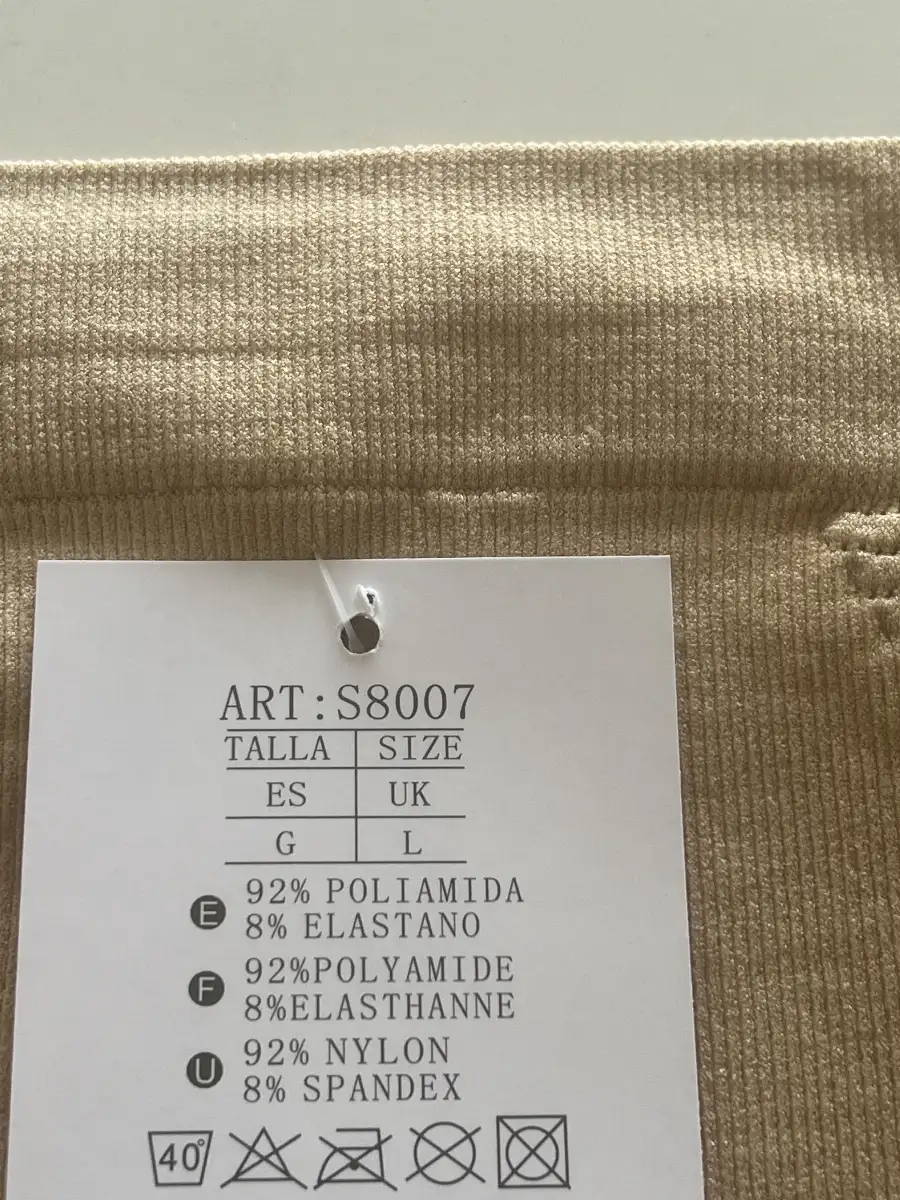 ART:S8007
TALLA SIZE
ES UK
G L
E 92% POLIAMIDA
8% ELASTANO
F 92%POLYAMIDE
8%ELASTHANNE
U 92% NYLON
8% SPANDEX
40°